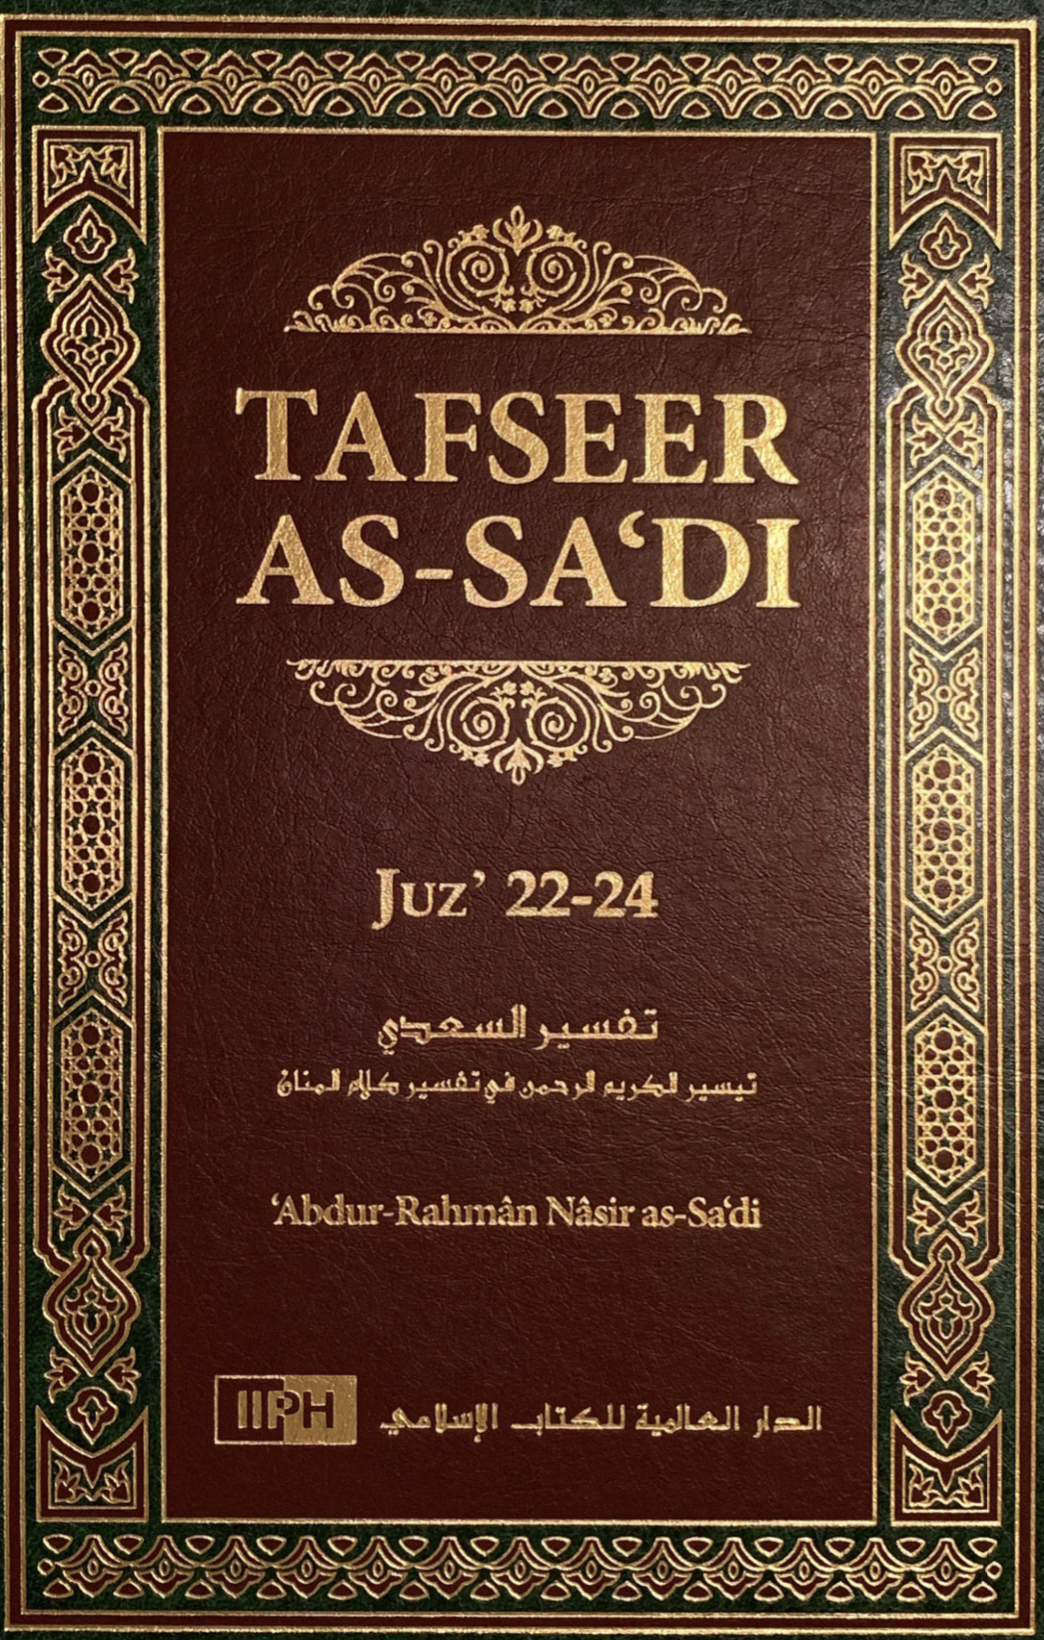 TAFSEER
AS-SA‘DI
Juz’ 22-24
تفسير السعدي
تيسير الكريم الرحمن في تفسير كلام المنان
‘Abdur-Rahmân Nâsir as-Sa‘di
IIPH
الدار العالمية للكتاب الإسلامي